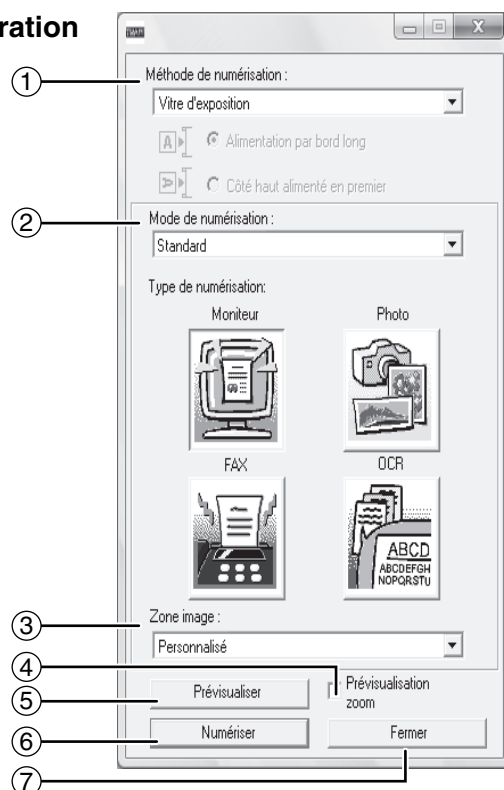 ration
①
Méthode de numérisation :
Vitre d'exposition
A
Alimentation par bord long
A
Côté haut alimenté en premier
②
Mode de numérisation :
Standard
Type de numérisation:
Moniteur
Photo
FAX
OCR
ABCD
ABCDEFGH
NOPQRSTU
③
Zone image :
Personnalisé
④
Prévisualisation
zoom
⑤
Prévisualiser
⑥
Numériser
Fermer
⑦